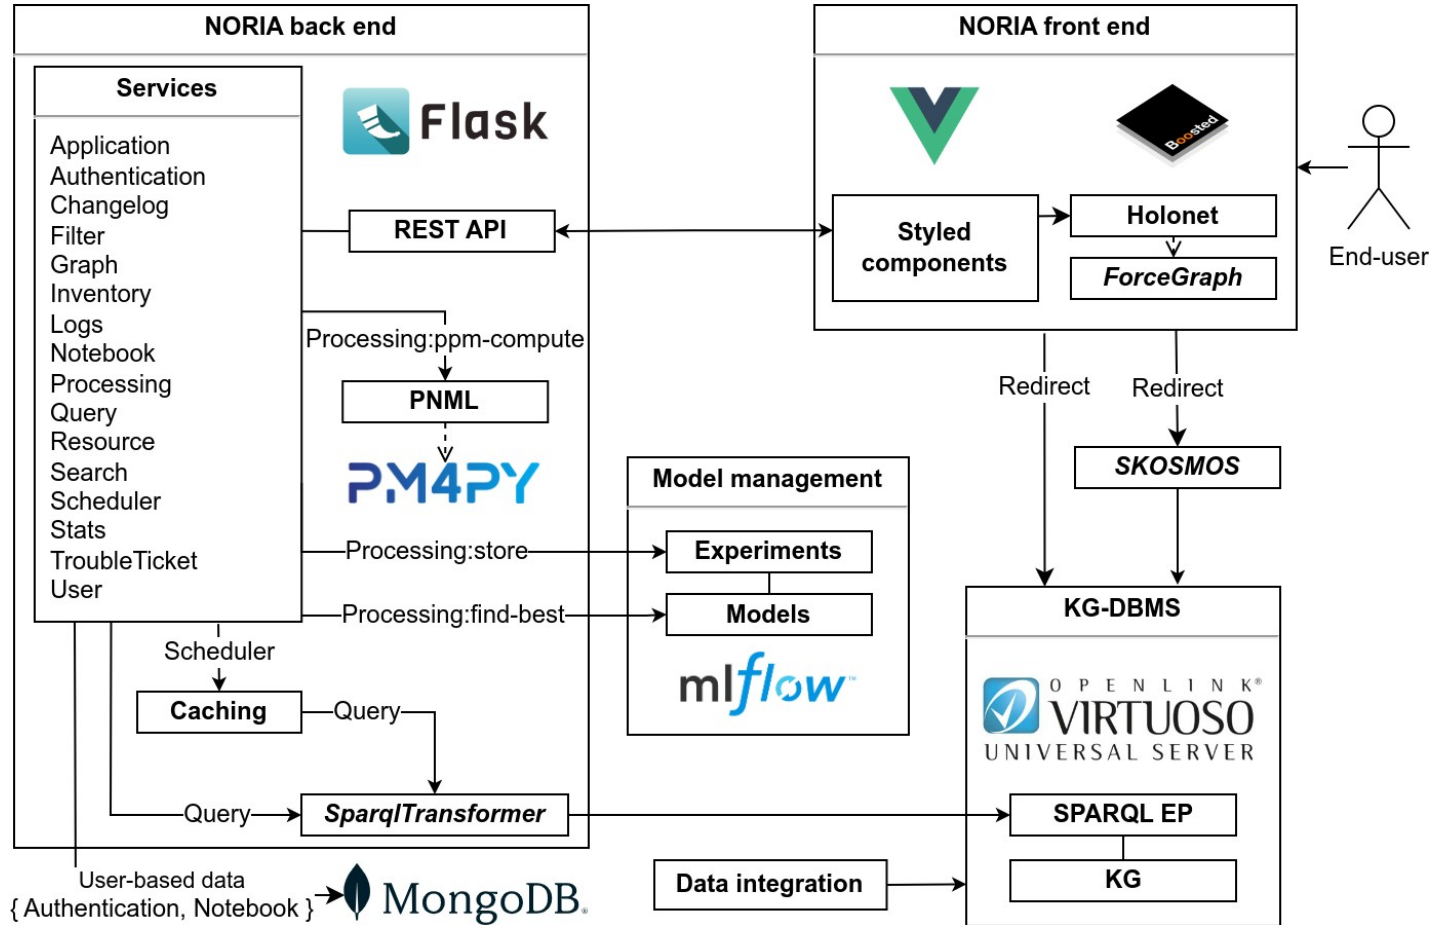 NORIA back end
Services
Application
Authentication
Changelog
Filter
Graph
Inventory
Logs
Notebook
Processing
Query
Resource
Search
Scheduler
Stats
TroubleTicket
User
Flask
REST API
Processing:ppm-compute
PNML
PM4PY
Processing:store
Processing:find-best
Scheduler
Caching
Query
Query
SparqlTransformer
User-based data
{ Authentication, Notebook }
MongoDB®
Model management
Experiments
Models
mlflow™
Data integration
NORIA front end
Boosted
Styled
components
Holonet
ForceGraph
End-user
Redirect
Redirect
SKOSMOS
KG-DBMS
OPENLINK®
VIRTUOSO
UNIVERSAL SERVER
SPARQL EP
KG